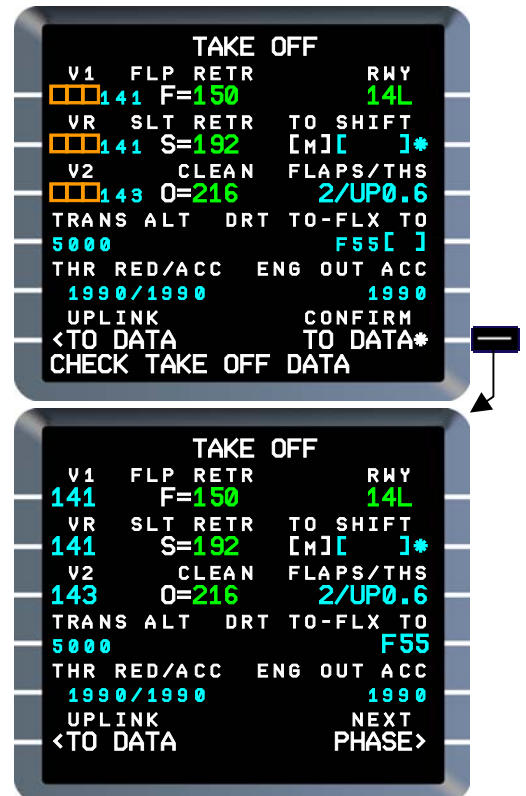 TAKE OFF
V1 FLP RETR RWY
□□□141 F=150 14L
VR SLT RETR TO SHIFT
□□□141 S=192 [M][ ]*
V2 CLEAN FLAPS/THS
□□□143 O=216 2/UP0.6
TRANS ALT DRT TO-FLX TO
5000 F55[ ]
THR RED/ACC ENG OUT ACC
1990/1990 1990
UPLINK CONFIRM
<TO DATA TO DATA*
CHECK TAKE OFF DATA
TAKE OFF
V1 FLP RETR RWY
141 F=150 14L
VR SLT RETR TO SHIFT
141 S=192 [M][ ]*
V2 CLEAN FLAPS/THS
143 O=216 2/UP0.6
TRANS ALT DRT TO-FLX TO
5000 F55
THR RED/ACC ENG OUT ACC
1990/1990 1990
UPLINK NEXT
<TO DATA PHASE>